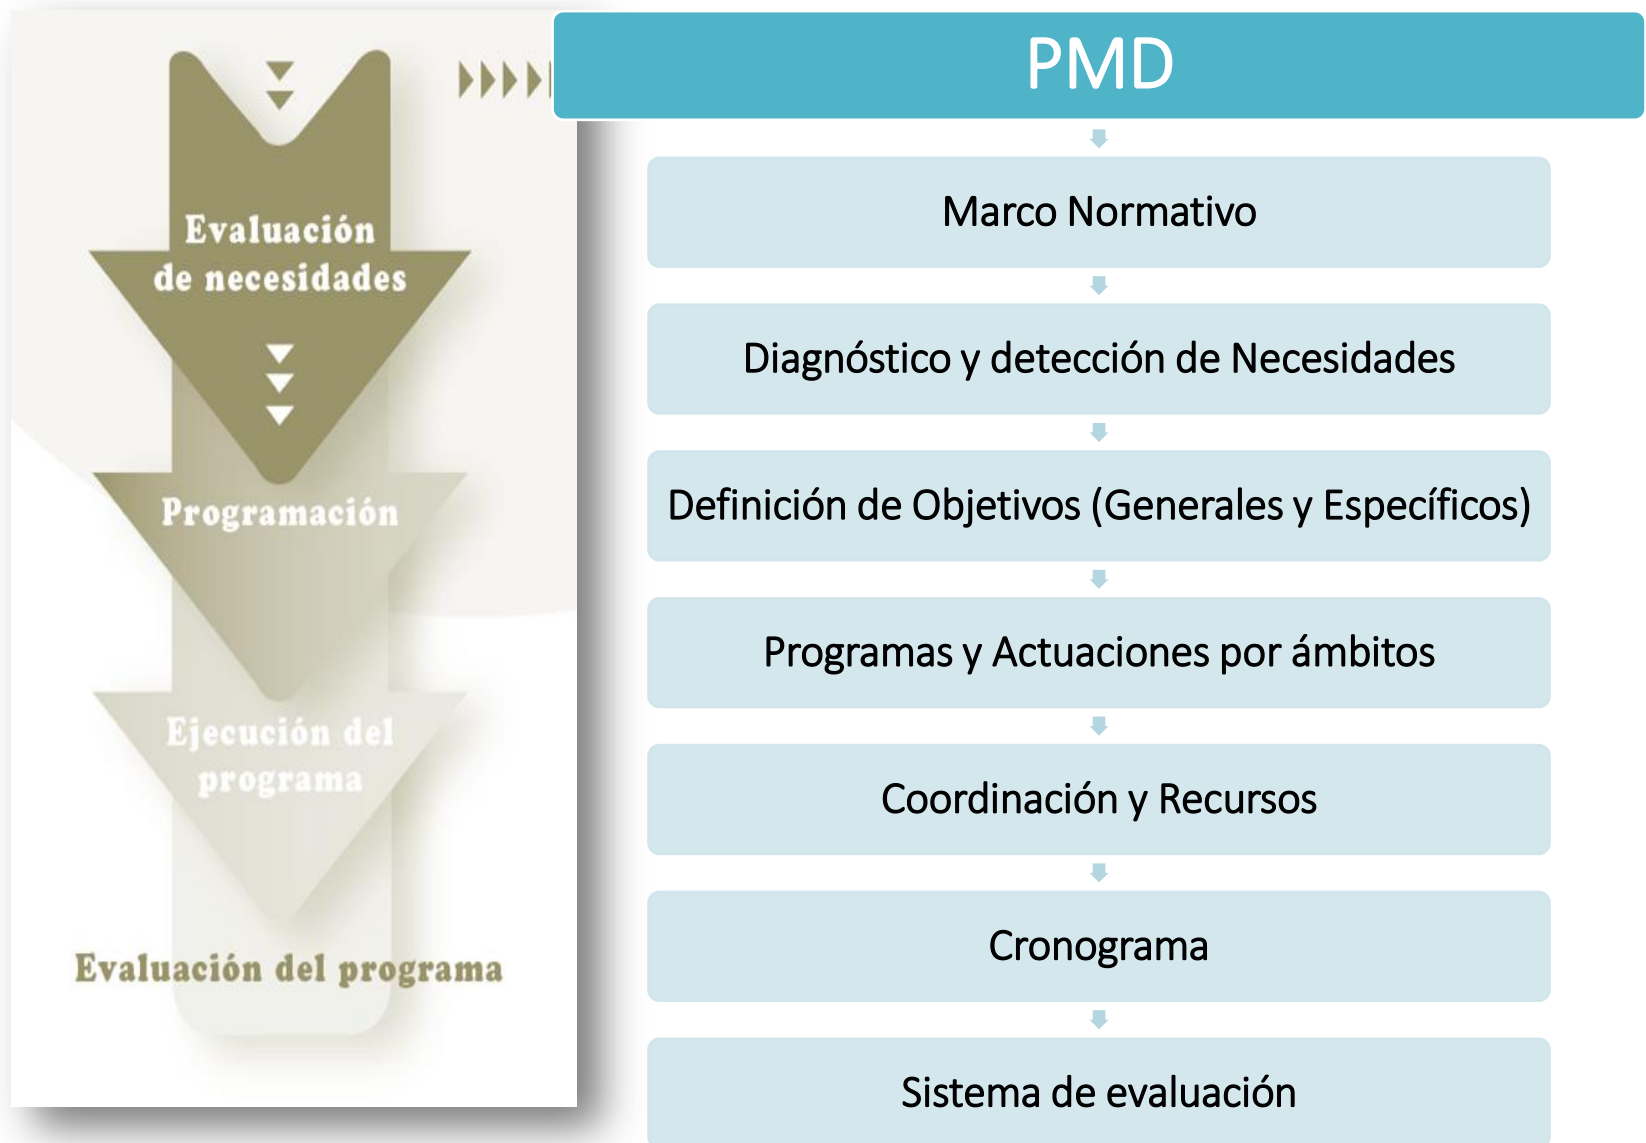 Evaluación
de necesidades
Programación
Ejecución del
programa
Evaluación del programa
PMD
Marco Normativo
Diagnóstico y detección de Necesidades
Definición de Objetivos (Generales y Específicos)
Programas y Actuaciones por ámbitos
Coordinación y Recursos
Cronograma
Sistema de evaluación